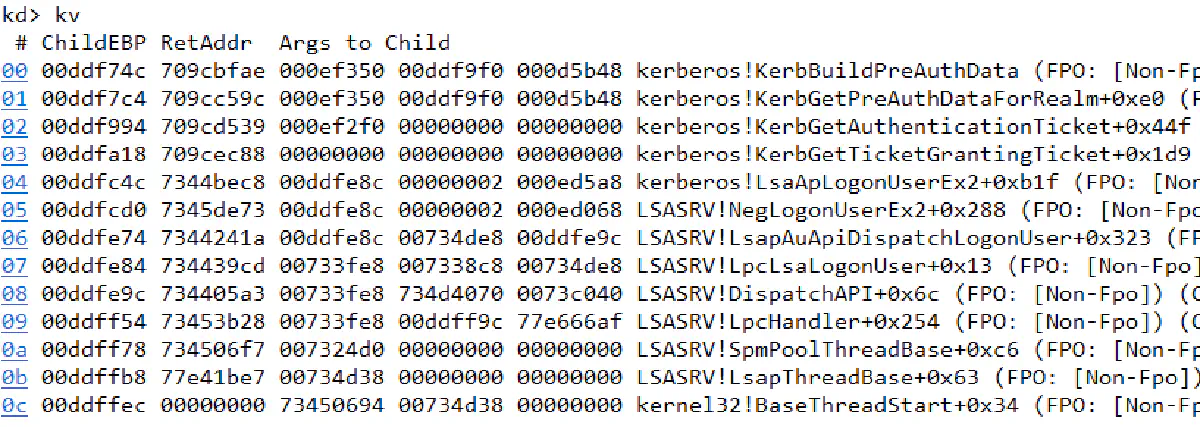 kd> kv
 # ChildEBP RetAddr  Args to Child
00 00ddf74c 709cbfae 000ef350 00ddf9f0 000d5b48 kerberos!KerbBuildPreAuthData (FPO: [Non-Fp
01 00ddf7c4 709cc59c 000ef350 00ddf9f0 000d5b48 kerberos!KerbGetPreAuthDataForRealm+0xe0 (F
02 00ddf994 709cd539 000ef2f0 00000000 00000000 kerberos!KerbGetAuthenticationTicket+0x44f
03 00ddfa18 709cec88 00000000 00000000 00000000 kerberos!KerbGetTicketGrantingTicket+0x1d9
04 00ddfc4c 7344bec8 00ddfe8c 00000002 000ed5a8 kerberos!LsaApLogonUserEx2+0xb1f (FPO: [Non
05 00ddfcd0 7345de73 00ddfe8c 00000002 000ed068 LSASRV!NegLogonUserEx2+0x288 (FPO: [Non-Fpo
06 00ddfe74 7344241a 00ddfe8c 00734de8 00ddfe9c LSASRV!LsapAuApiDispatchLogonUser+0x323 (FP
07 00ddfe84 734439cd 00733fe8 007338c8 00734de8 LSASRV!LpcLsaLogonUser+0x13 (FPO: [Non-Fpo]
08 00ddfe9c 734405a3 00733fe8 734d4070 0073c040 LSASRV!DispatchAPI+0x6c (FPO: [Non-Fpo]) (C
09 00ddff54 73453b28 00733fe8 00ddff9c 77e666af LSASRV!LpcHandler+0x254 (FPO: [Non-Fpo]) (C
0a 00ddff78 734506f7 007324d0 00000000 00000000 LSASRV!SpmPoolThreadBase+0xc6 (FPO: [Non-Fp
0b 00ddffb8 77e41be7 00734d38 00000000 00000000 LSASRV!LsapThreadBase+0x63 (FPO: [Non-Fpo])
0c 00ddffec 00000000 73450694 00734d38 00000000 kernel32!BaseThreadStart+0x34 (FPO: [Non-Fp